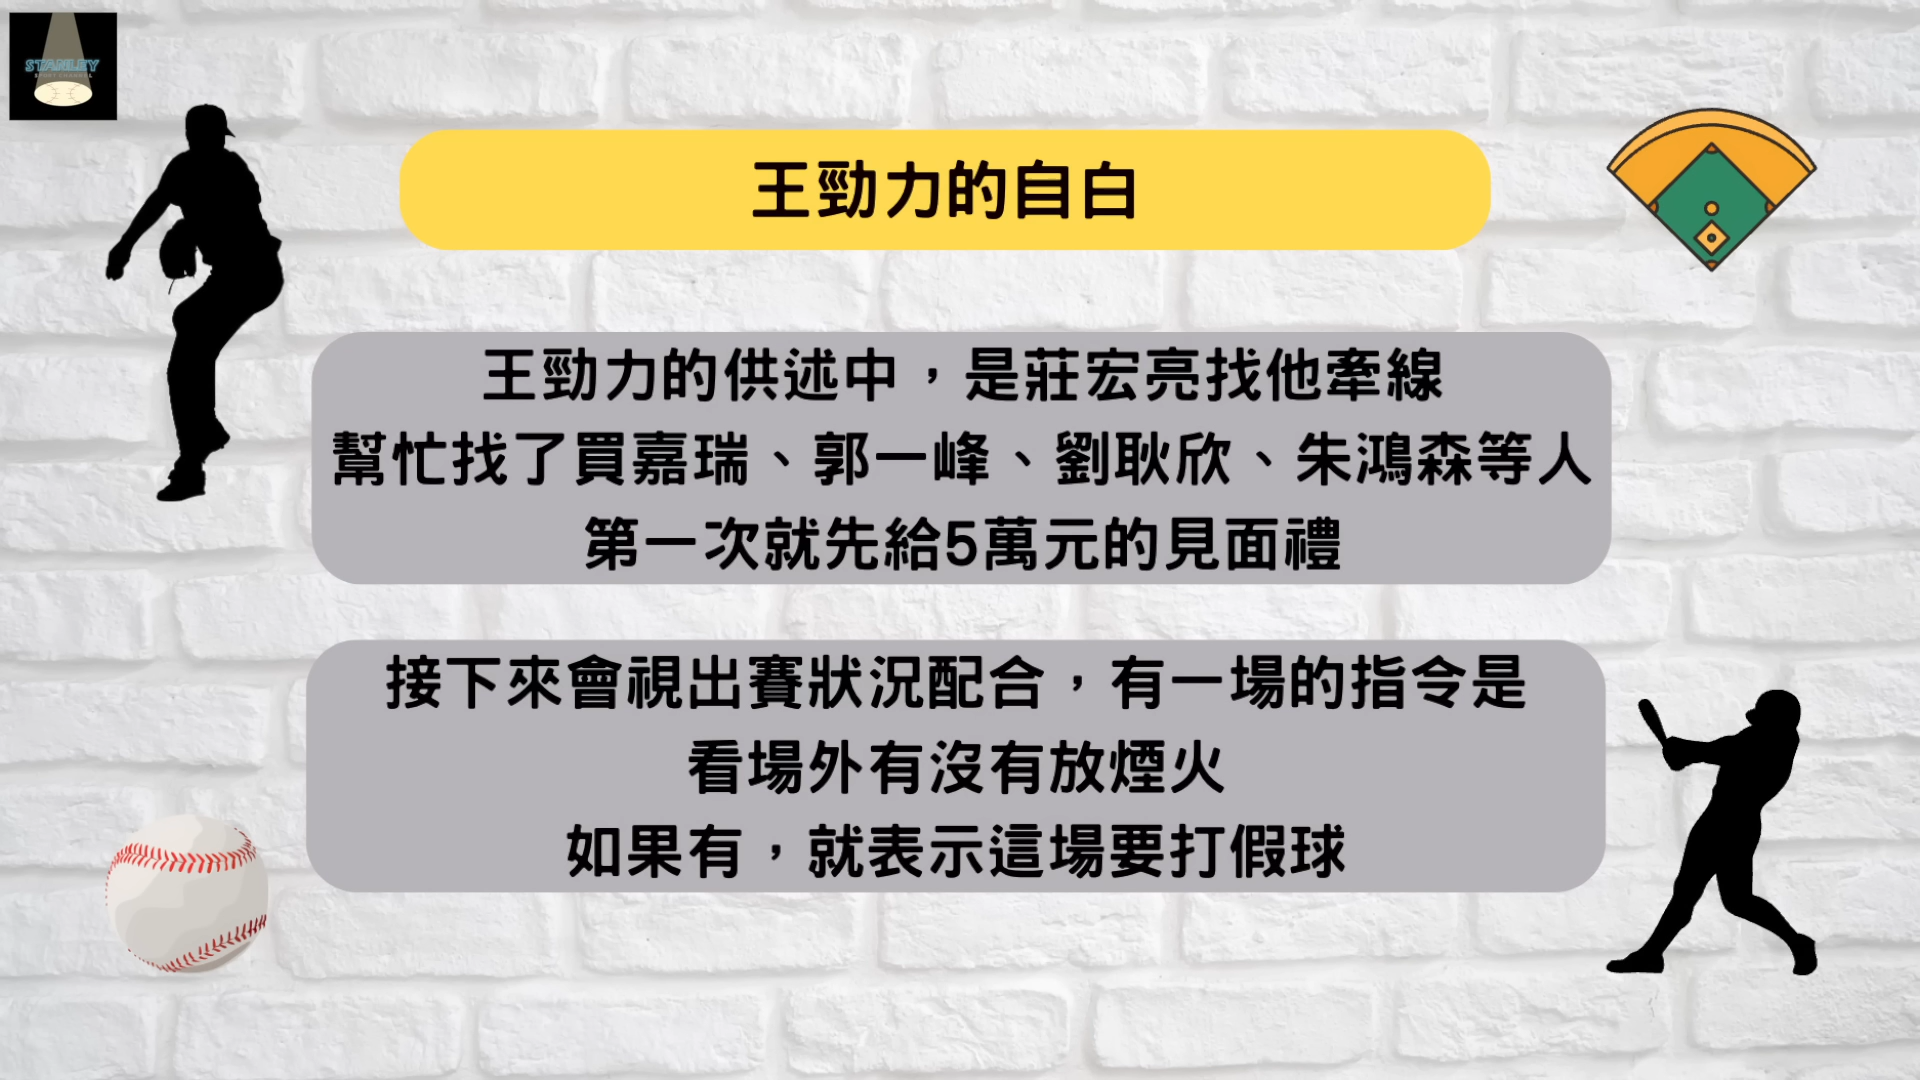 STANLEY
SPORT CHANNEL
王勁力的自白
王勁力的供述中，是莊宏亮找他牽線
幫忙找了買嘉瑞、郭一峰、劉耿欣、朱鴻森等人
第一次就先給5萬元的見面禮
接下來會視出賽狀況配合，有一場的指令是
看場外有沒有放煙火
如果有，就表示這場要打假球